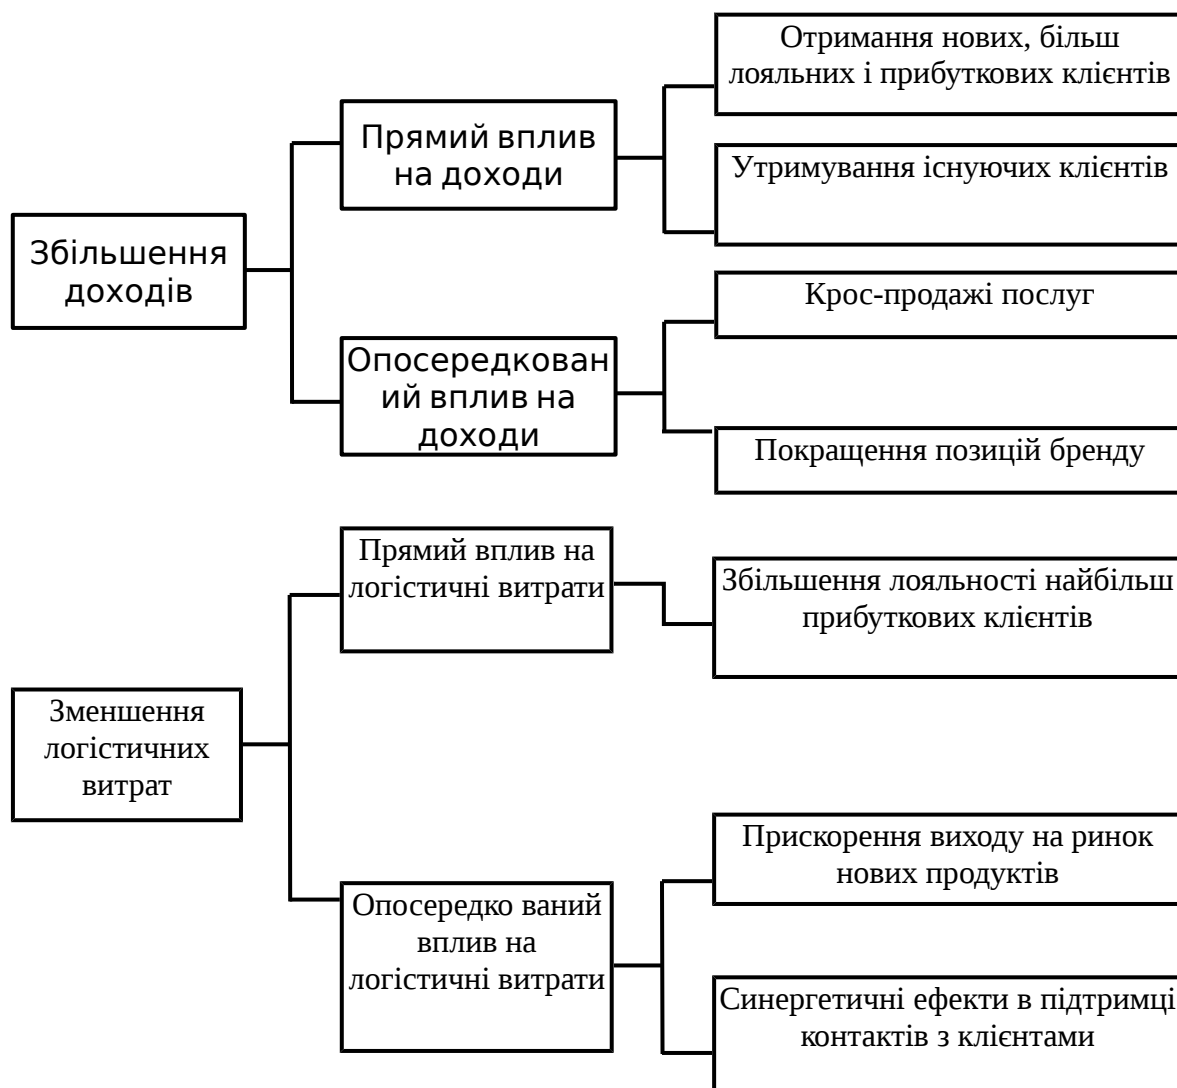 Отримання нових, більш
лояльних і прибуткових клієнтів
Прямий вплив
на доходи
Утримування існуючих клієнтів
Збільшення
доходів
Крос-продажі послуг
Опосередкован
ий вплив на
доходи
Покращення позицій бренду
Прямий вплив на
логістичні витрати
Збільшення лояльності найбільш
прибуткових клієнтів
Зменшення
логістичних
витрат
Прискорення виходу на ринок
нових продуктів
Опосередко ваний
вплив на
логістичні витрати
Синергетичні ефекти в підтримці
контактів з клієнтами